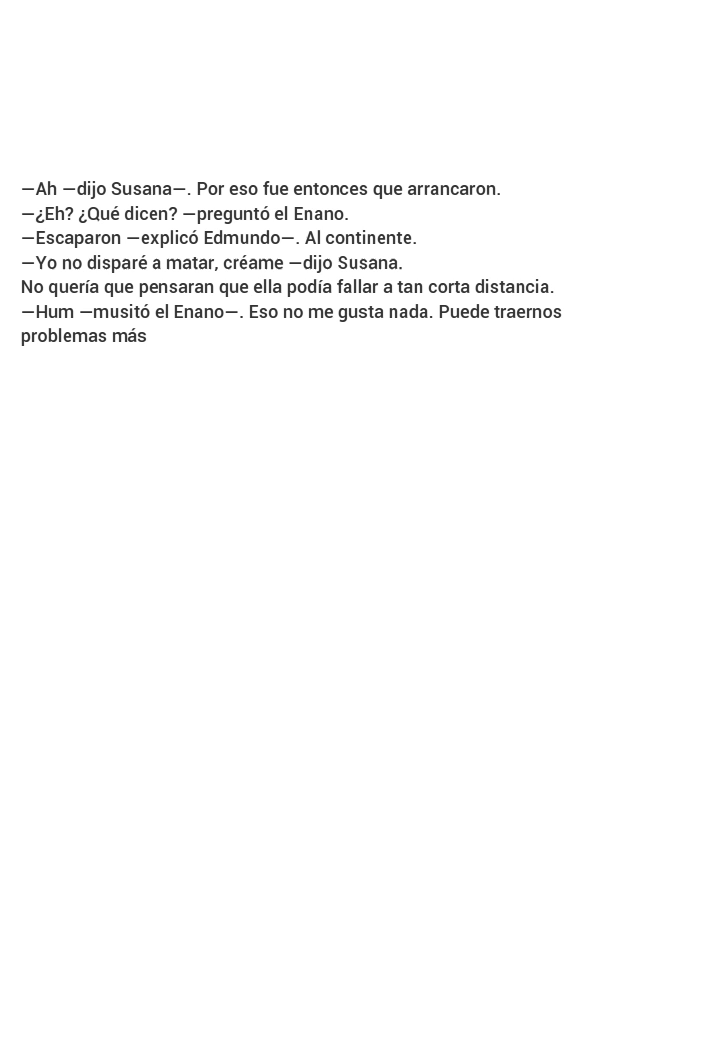 —Ah —dijo Susana—. Por eso fue entonces que arrancaron.
—¿Eh? ¿Qué dicen? —preguntó el Enano.
—Escaparon —explicó Edmundo—. Al continente.
—Yo no disparé a matar, créame —dijo Susana.
No quería que pensaran que ella podía fallar a tan corta distancia.
—Hum —musitó el Enano—. Eso no me gusta nada. Puede traernos
problemas más